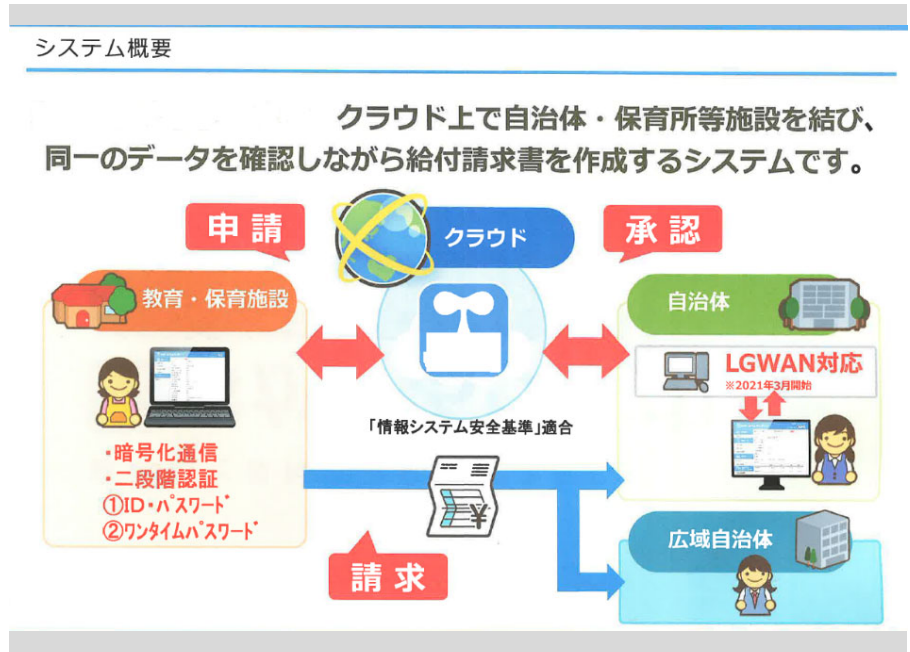 システム概要
クラウド上で自治体・保育所等施設を結び、
同一のデータを確認しながら給付請求書を作成するシステムです。
申請
クラウド
承認
教育・保育施設
自治体
LGWAN対応
※2021年3月開始
「情報システム安全基準」適合
・暗号化通信
・二段階認証
①ID・パスワード
②ワンタイムパスワード
¥
請求
広域自治体